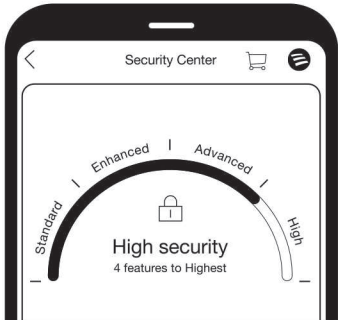 Security Center
Enhanced
Advanced
Standard
High
High security
4 features to Highest